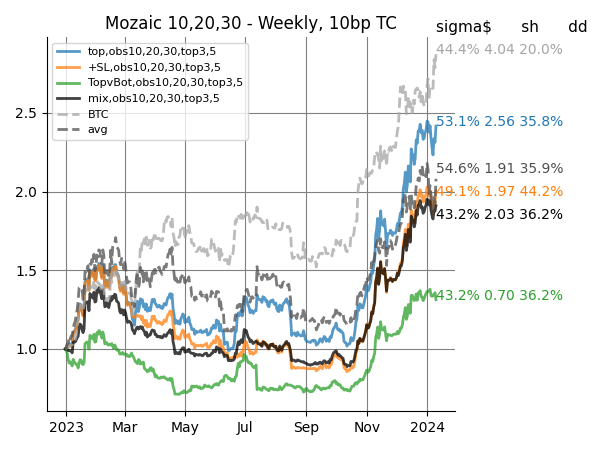 Mozaic 10,20,30 - Weekly, 10bp TC
sigma$ sh dd
top,obs10,20,30,top3,5
+SL,obs10,20,30,top3,5
TopvBot,obs10,20,30,top3,5
mix,obs10,20,30,top3,5
BTC
avg
44.4% 4.04 20.0%
53.1% 2.56 35.8%
54.6% 1.91 35.9%
49.1% 1.97 44.2%
43.2% 2.03 36.2%
43.2% 0.70 36.2%
2.5
2.0
1.5
1.0
2023 Mar May Jul Sep Nov 2024